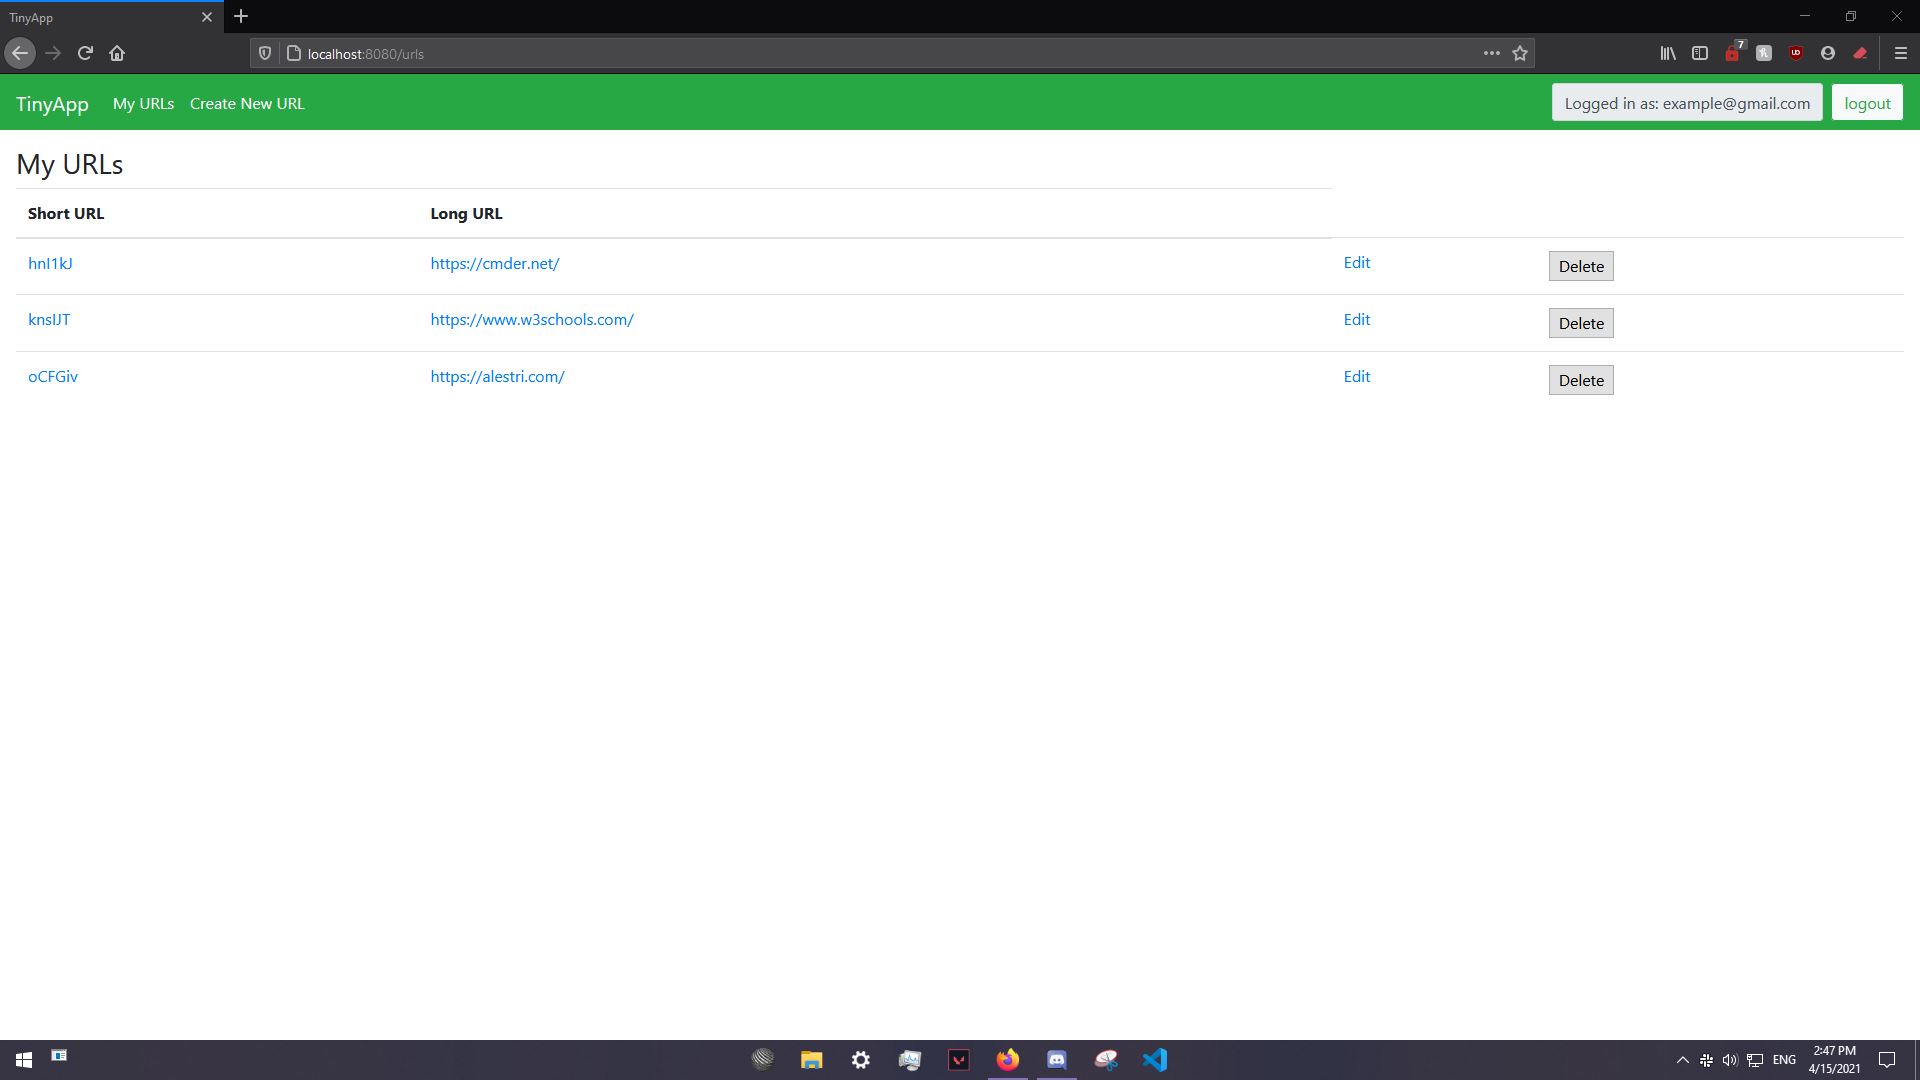 TinyApp
localhost:8080/urls
7
TinyApp My URLs Create New URL Logged in as: example@gmail.com logout
My URLs
Short URL Long URL
hnI1kJ https://cmder.net/ Edit Delete
knsIJT https://www.w3schools.com/ Edit Delete
oCFGiv https://alestri.com/ Edit Delete
ENG
2:47 PM
4/15/2021